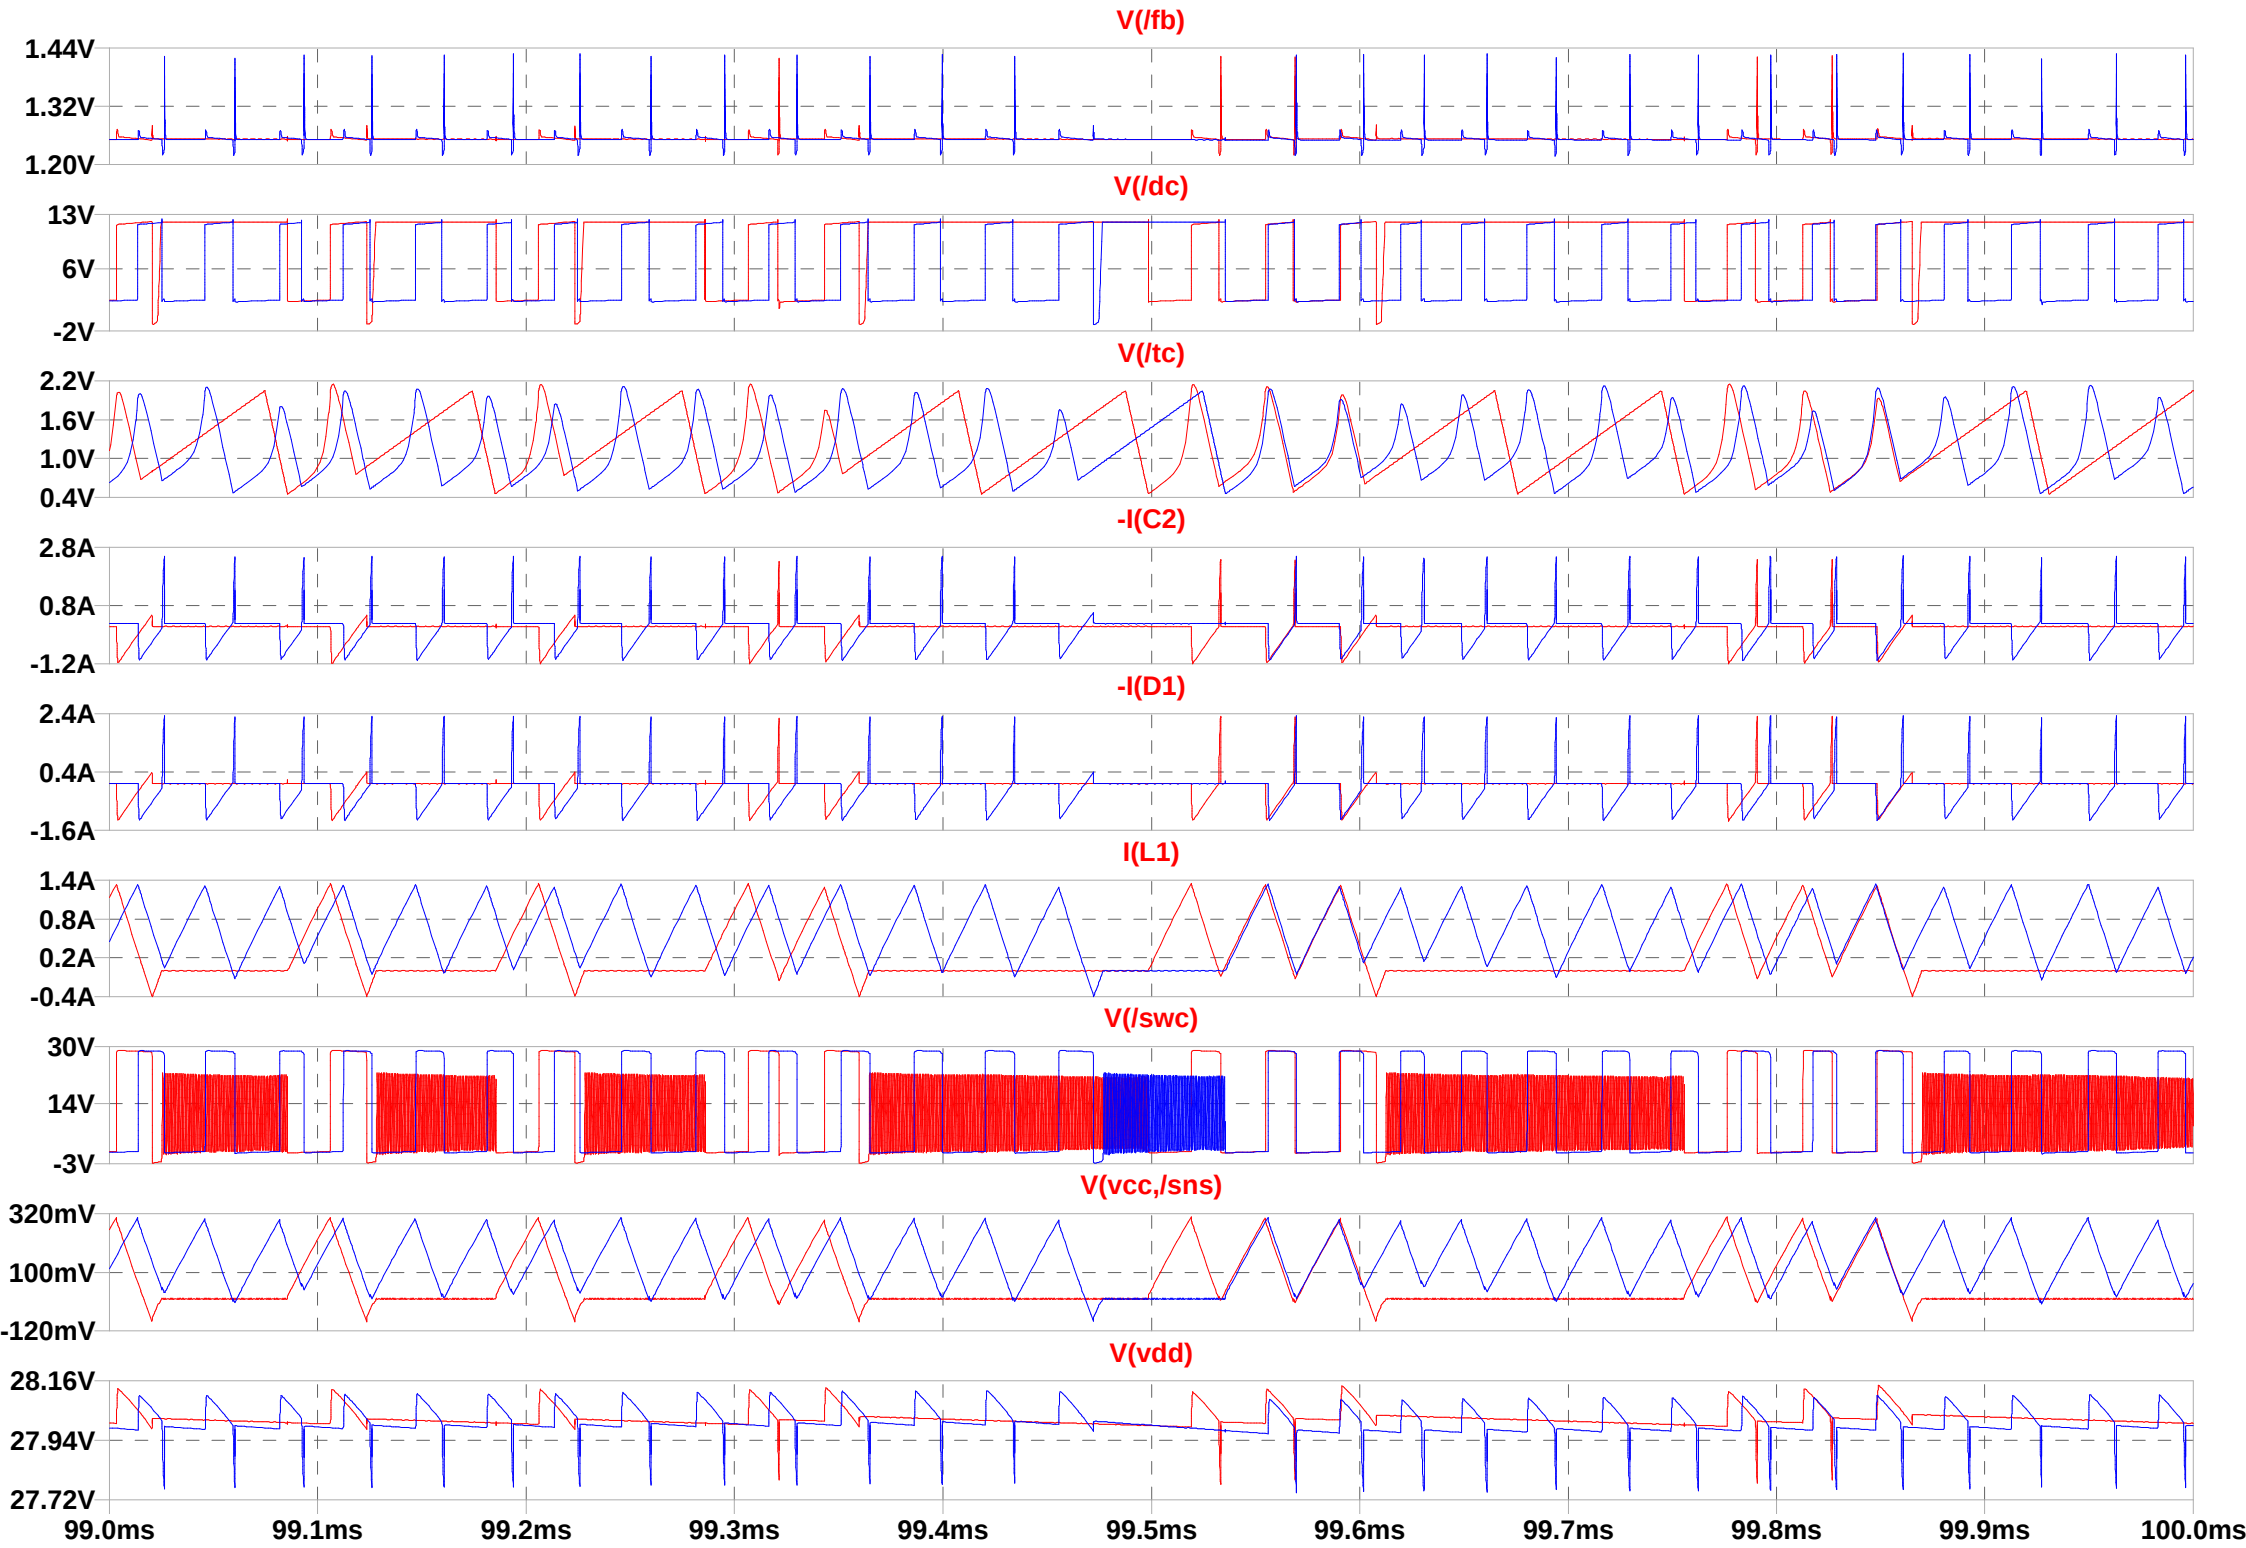 V(/fb)
1.44V
1.32V
1.20V
V(/dc)
13V
6V
-2V
V(/tc)
2.2V
1.6V
1.0V
0.4V
-I(C2)
2.8A
0.8A
-1.2A
-I(D1)
2.4A
0.4A
-1.6A
I(L1)
1.4A
0.8A
0.2A
-0.4A
V(/swc)
30V
14V
-3V
V(vcc,/sns)
320mV
100mV
-120mV
V(vdd)
28.16V
27.94V
27.72V
99.0ms 99.1ms 99.2ms 99.3ms 99.4ms 99.5ms 99.6ms 99.7ms 99.8ms 99.9ms 100.0ms